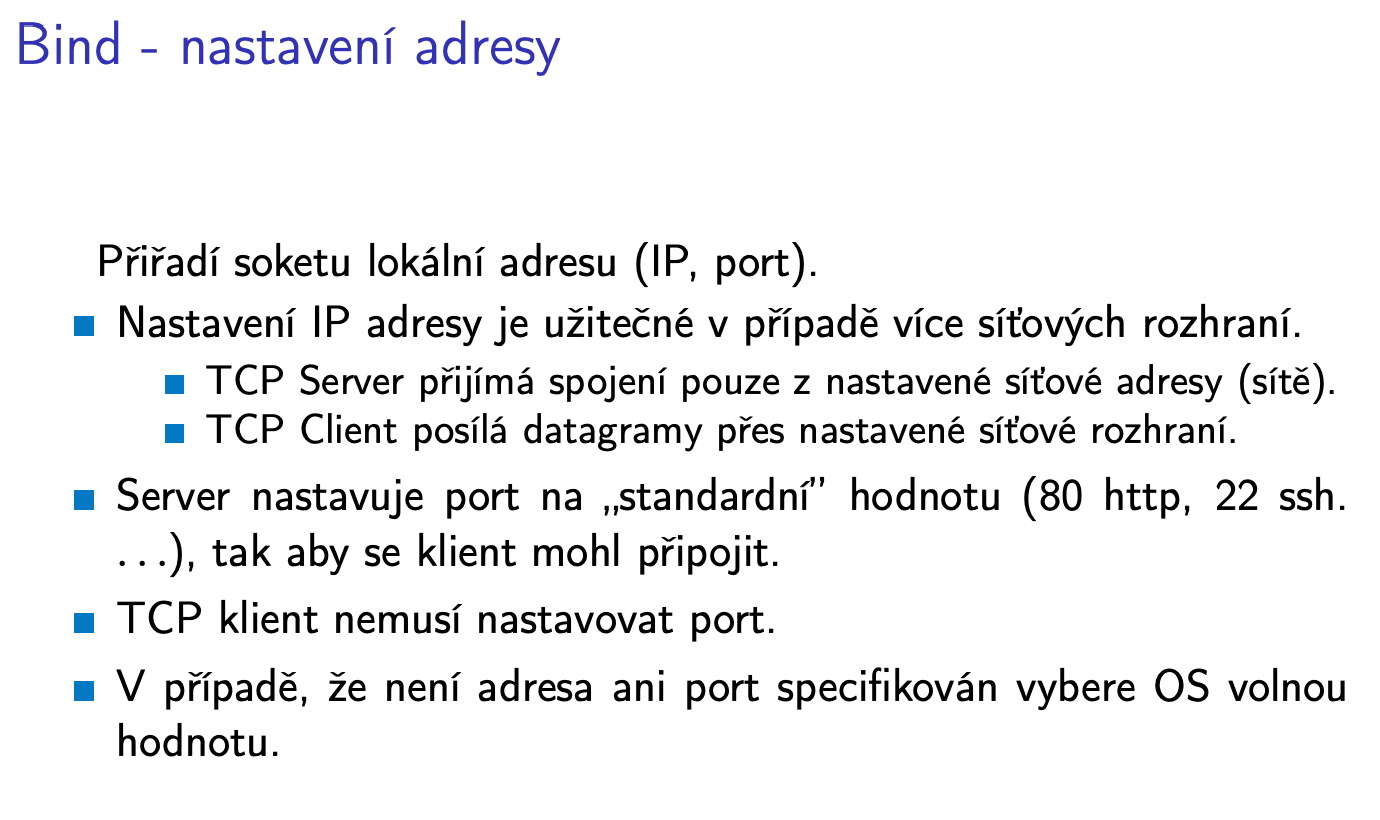 Bind - nastavení adresy
Přiřadí soketu lokální adresu (IP, port).
Nastavení IP adresy je užitečné v případě více síťových rozhraní.
TCP Server přijímá spojení pouze z nastavené síťové adresy (sítě).
TCP Client posílá datagramy přes nastavené síťové rozhraní.
Server nastavuje port na „standardní” hodnotu (80 http, 22 ssh.
...), tak aby se klient mohl připojit.
TCP klient nemusí nastavovat port.
V případě, že není adresa ani port specifikován vybere OS volnou
hodnotu.